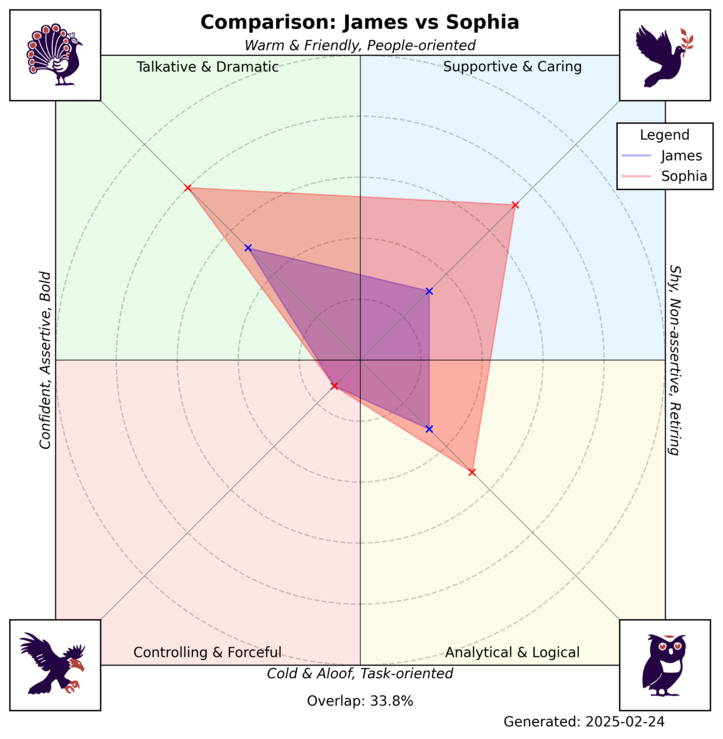 Comparison: James vs Sophia
Warm & Friendly, People-oriented
Talkative & Dramatic
Supportive & Caring
Legend
James
Sophia
Confident, Assertive, Bold
Shy, Non-assertive, Retiring
Controlling & Forceful
Analytical & Logical
Cold & Aloof, Task-oriented
Overlap: 33.8%
Generated: 2025-02-24